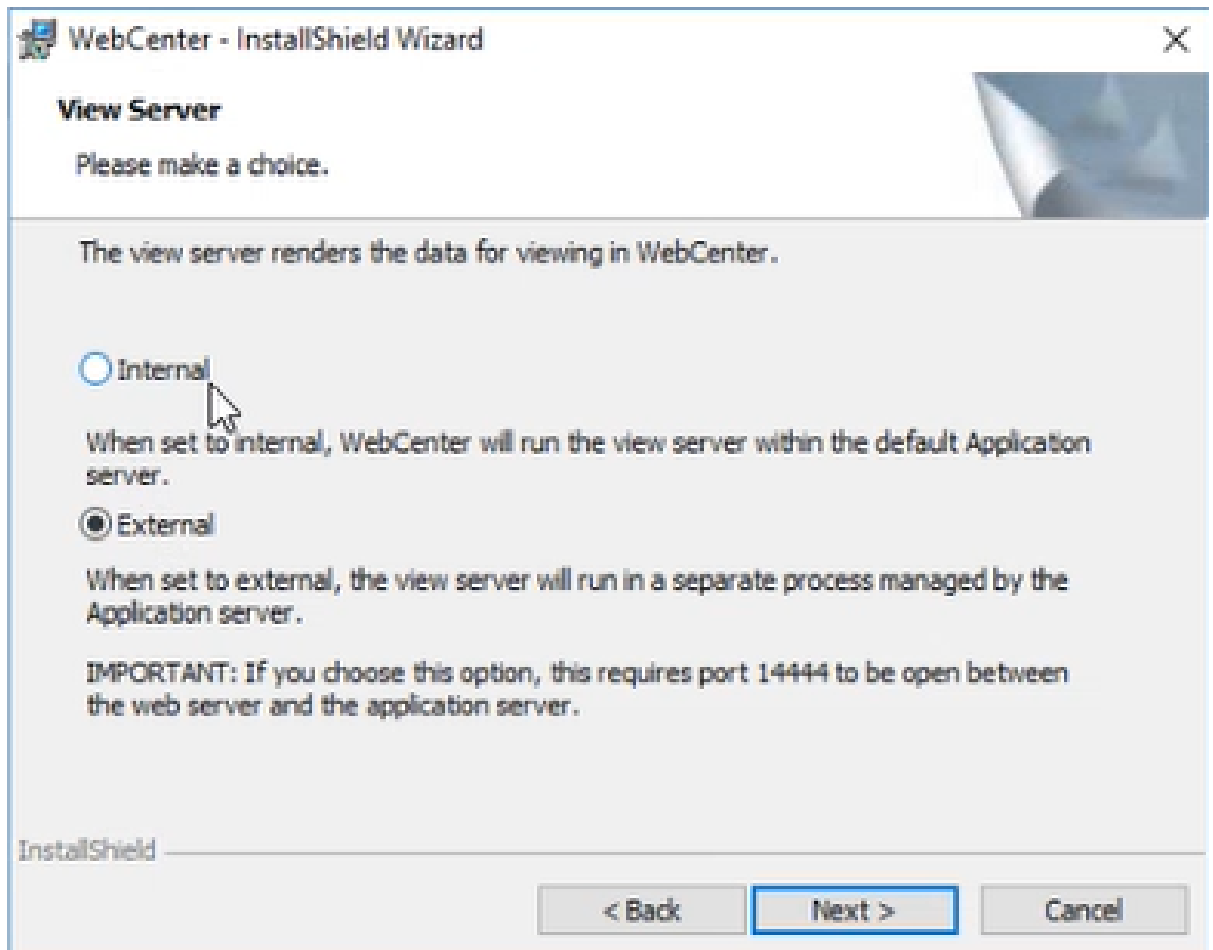 WebCenter - InstallShield Wizard
View Server
Please make a choice.
The view server renders the data for viewing in WebCenter.
Internal
When set to internal, WebCenter will run the view server within the default Application
server.
External
When set to external, the view server will run in a separate process managed by the
Application server.
IMPORTANT: If you choose this option, this requires port 14444 to be open between
the web server and the application server.
InstallShield
< Back
Next >
Cancel